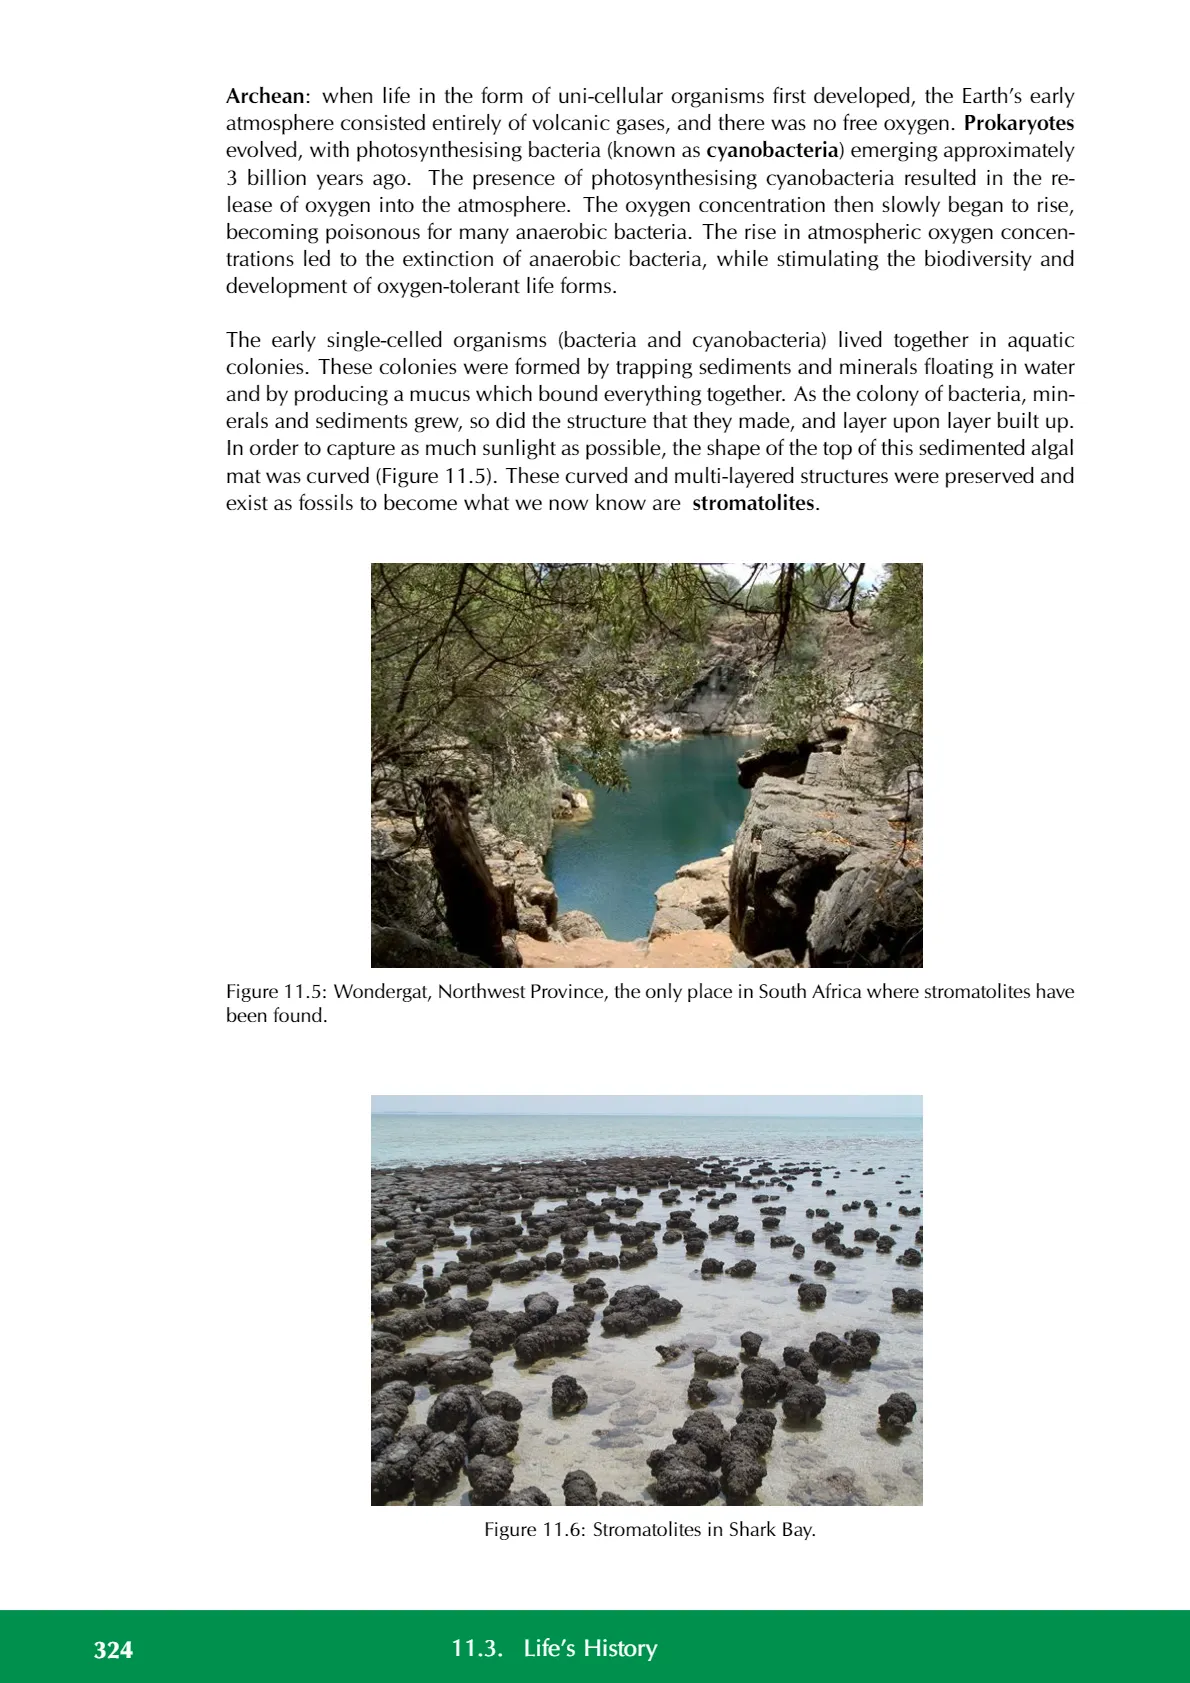 Archean: when life in the form of uni-cellular organisms first developed, the Earth's early
atmosphere consisted entirely of volcanic gases, and there was no free oxygen. Prokaryotes
evolved, with photosynthesising bacteria (known as cyanobacteria) emerging approximately
3 billion years ago. The presence of photosynthesising cyanobacteria resulted in the re-
lease of oxygen into the atmosphere. The oxygen concentration then slowly began to rise,
becoming poisonous for many anaerobic bacteria. The rise in atmospheric oxygen concen-
trations led to the extinction of anaerobic bacteria, while stimulating the biodiversity and
development of oxygen-tolerant life forms.
The early single-celled organisms (bacteria and cyanobacteria) lived together in aquatic
colonies. These colonies were formed by trapping sediments and minerals floating in water
and by producing a mucus which bound everything together. As the colony of bacteria, min-
erals and sediments grew, so did the structure that they made, and layer upon layer built up.
In order to capture as much sunlight as possible, the shape of the top of this sedimented algal
mat was curved (Figure 11.5). These curved and multi-layered structures were preserved and
exist as fossils to become what we now know are stromatolites.
Figure 11.5: Wondergat, Northwest Province, the only place in South Africa where stromatolites have
been found.
Figure 11.6: Stromatolites in Shark Bay.
324 11.3. Life's History